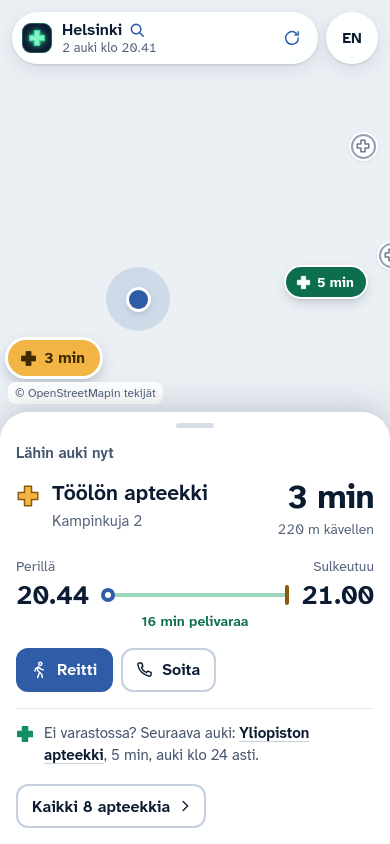 Helsinki
2 auki klo 20.41
EN
5 min
3 min
© OpenStreetMapin tekijät
Lähin auki nyt
Töölön apteekki
3 min
Kampinkuja 2
220 m kävellen
Perillä
Sulkeutuu
20.44
21.00
16 min pelivaraa
Reitti
Soita
Ei varastossa? Seuraava auki: Yliopiston
apteekki, 5 min, auki klo 24 asti.
Kaikki 8 apteekkia